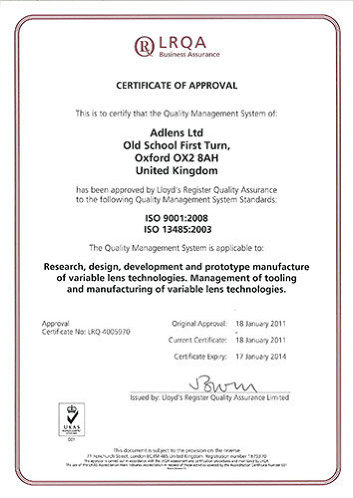 LRQA
Business Assurance
CERTIFICATE OF APPROVAL
This is to certify that the Quality Management System of:
Adlens Ltd
Old School First Turn,
Oxford OX2 8AH
United Kingdom
has been approved by Lloyd's Register Quality Assurance
to the following Quality Management System Standards:
ISO 9001:2008
ISO 13485:2003
The Quality Management System is applicable to:
Research, design, development and prototype manufacture
of variable lens technologies. Management of tooling
and manufacturing of variable lens technologies.
Approval
Certificate No: LRQ 4005970
Original Approval: 18 January 2011
Current Certificate: 18 January 2011
Certificate Expiry: 17 January 2014
Issued by: Lloyd's Register Quality Assurance Limited
UKAS
001
This document is subject to the provision on the reverse